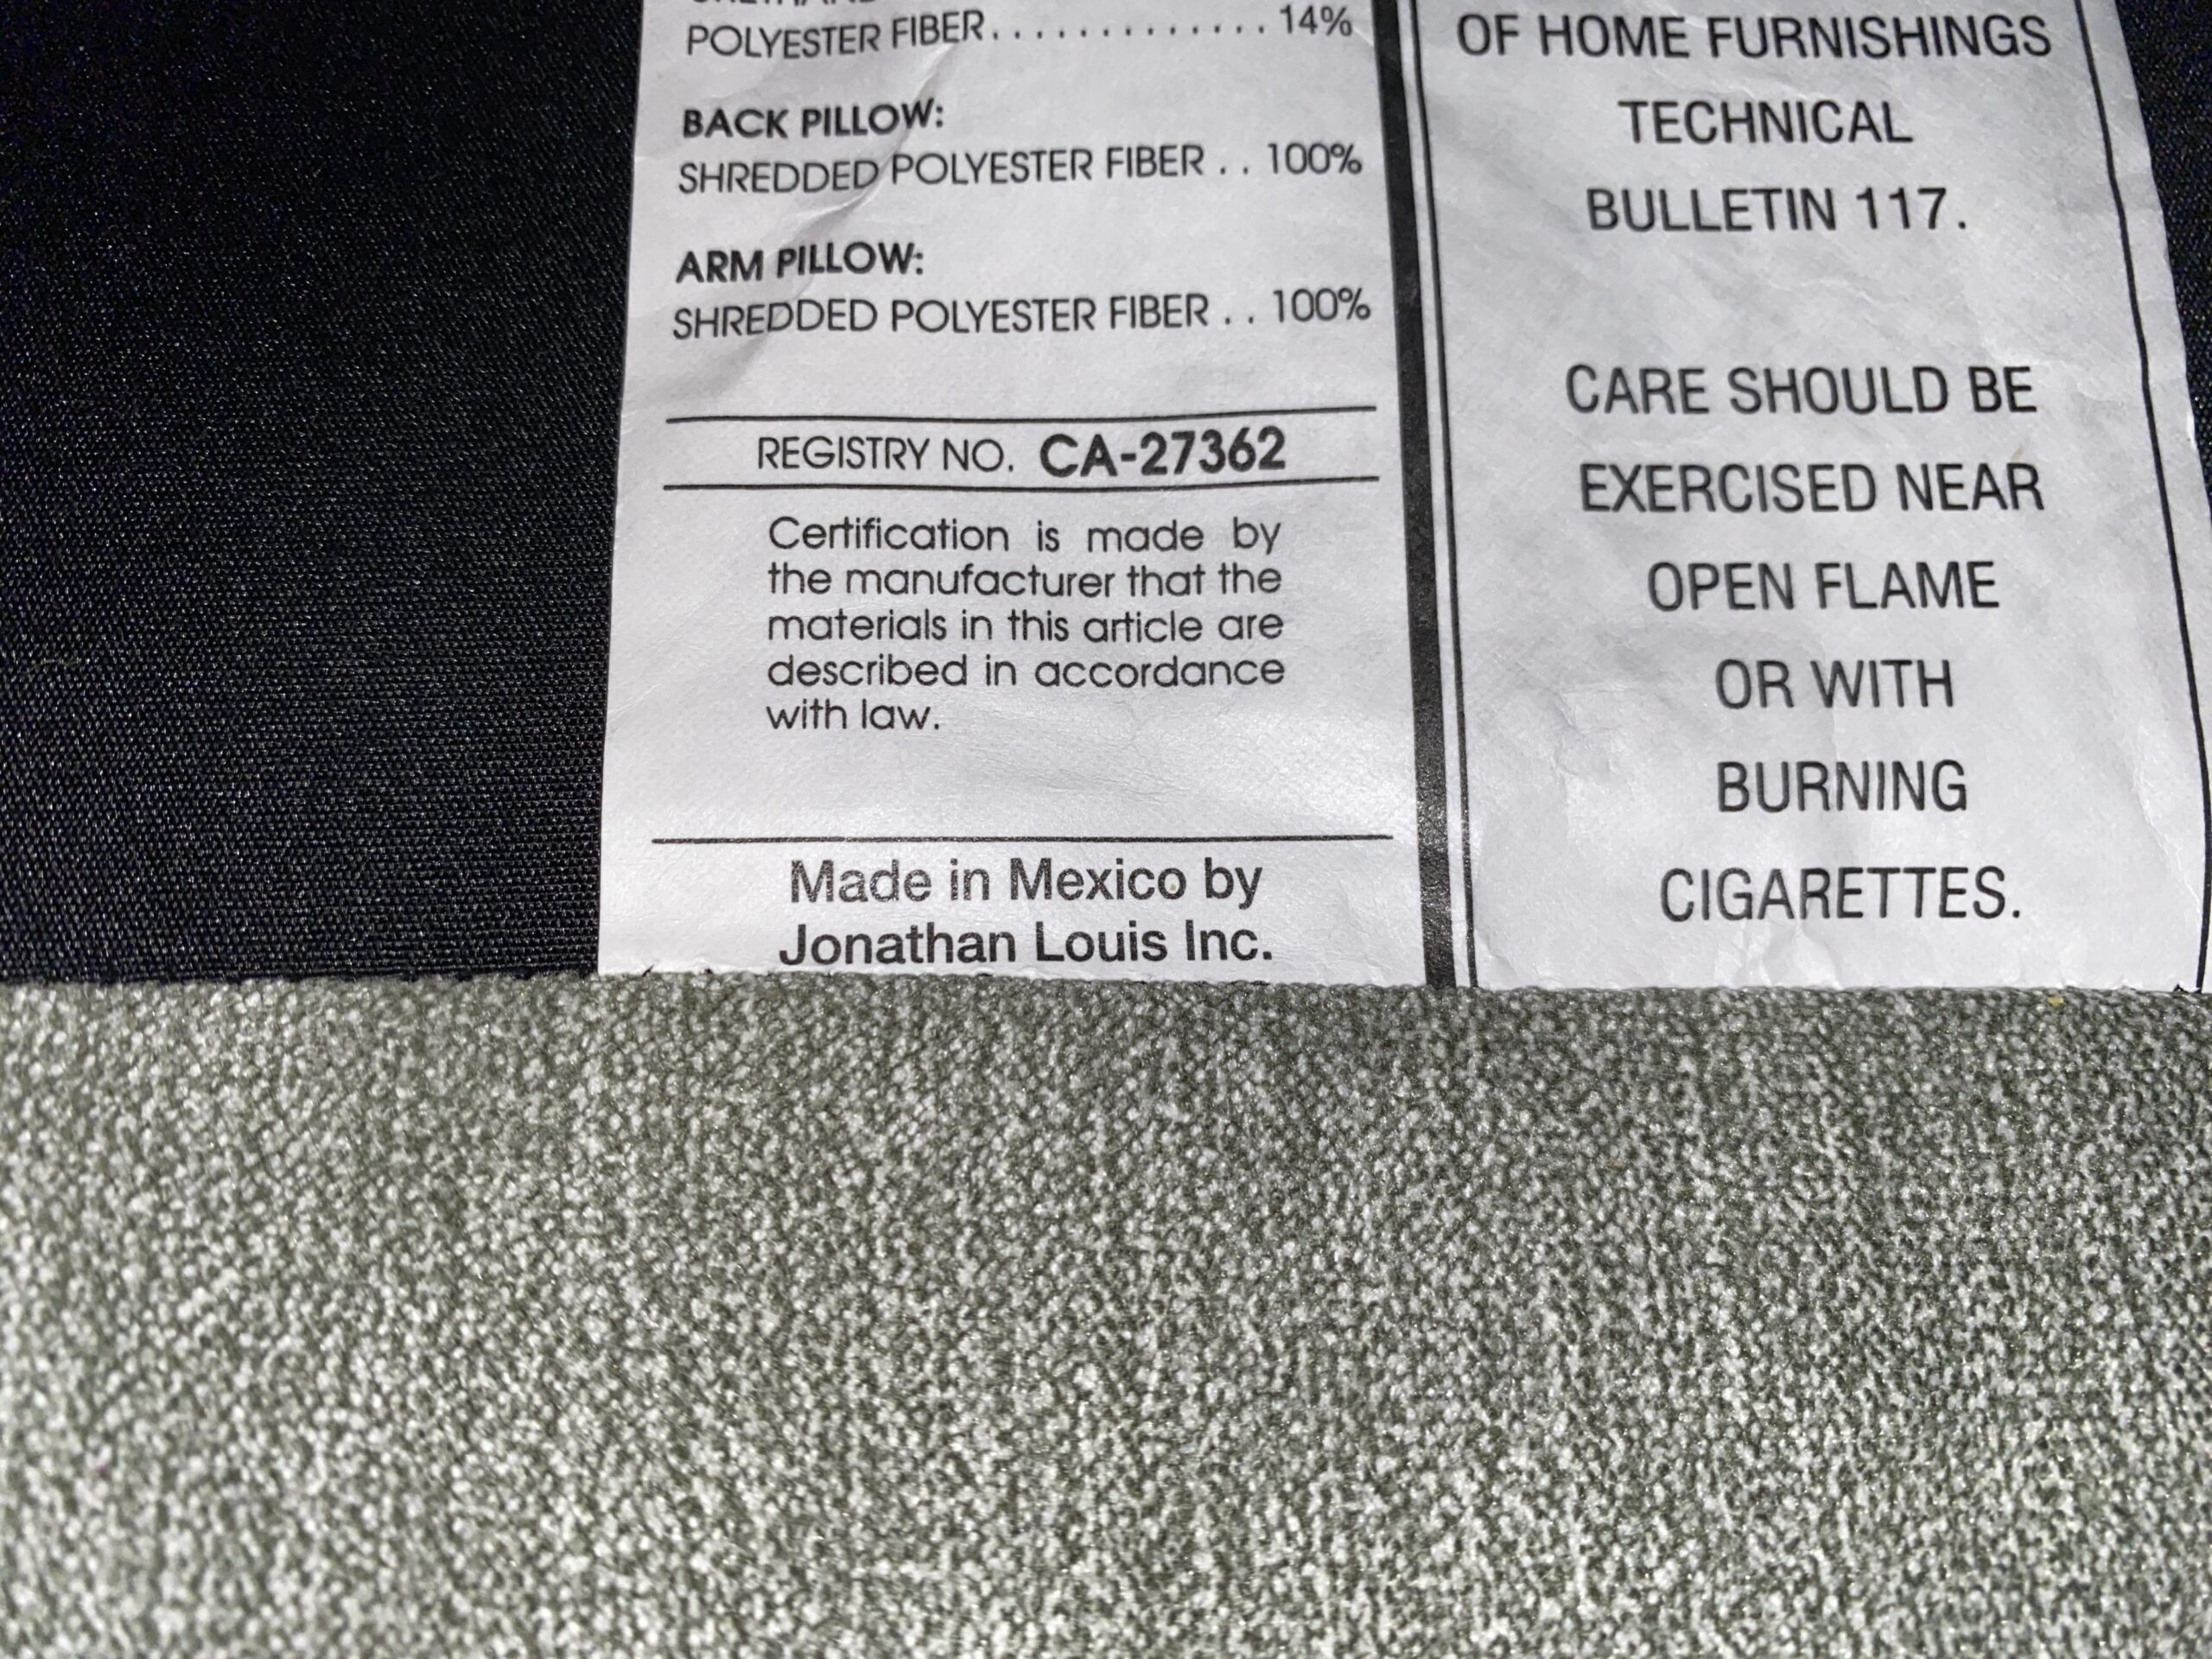 POLYESTER FIBER............. 14%
BACK PILLOW:
SHREDDED POLYESTER FIBER . . 100%
ARM PILLOW:
SHREDDED POLYESTER FIBER . . 100%
REGISTRY NO. CA-27362
Certification is made by
the manufacturer that the
materials in this article are
described in accordance
with law.
Made in Mexico by
Jonathan Louis Inc.
OF HOME FURNISHINGS
TECHNICAL
BULLETIN 117.
CARE SHOULD BE
EXERCISED NEAR
OPEN FLAME
OR WITH
BURNING
CIGARETTES.